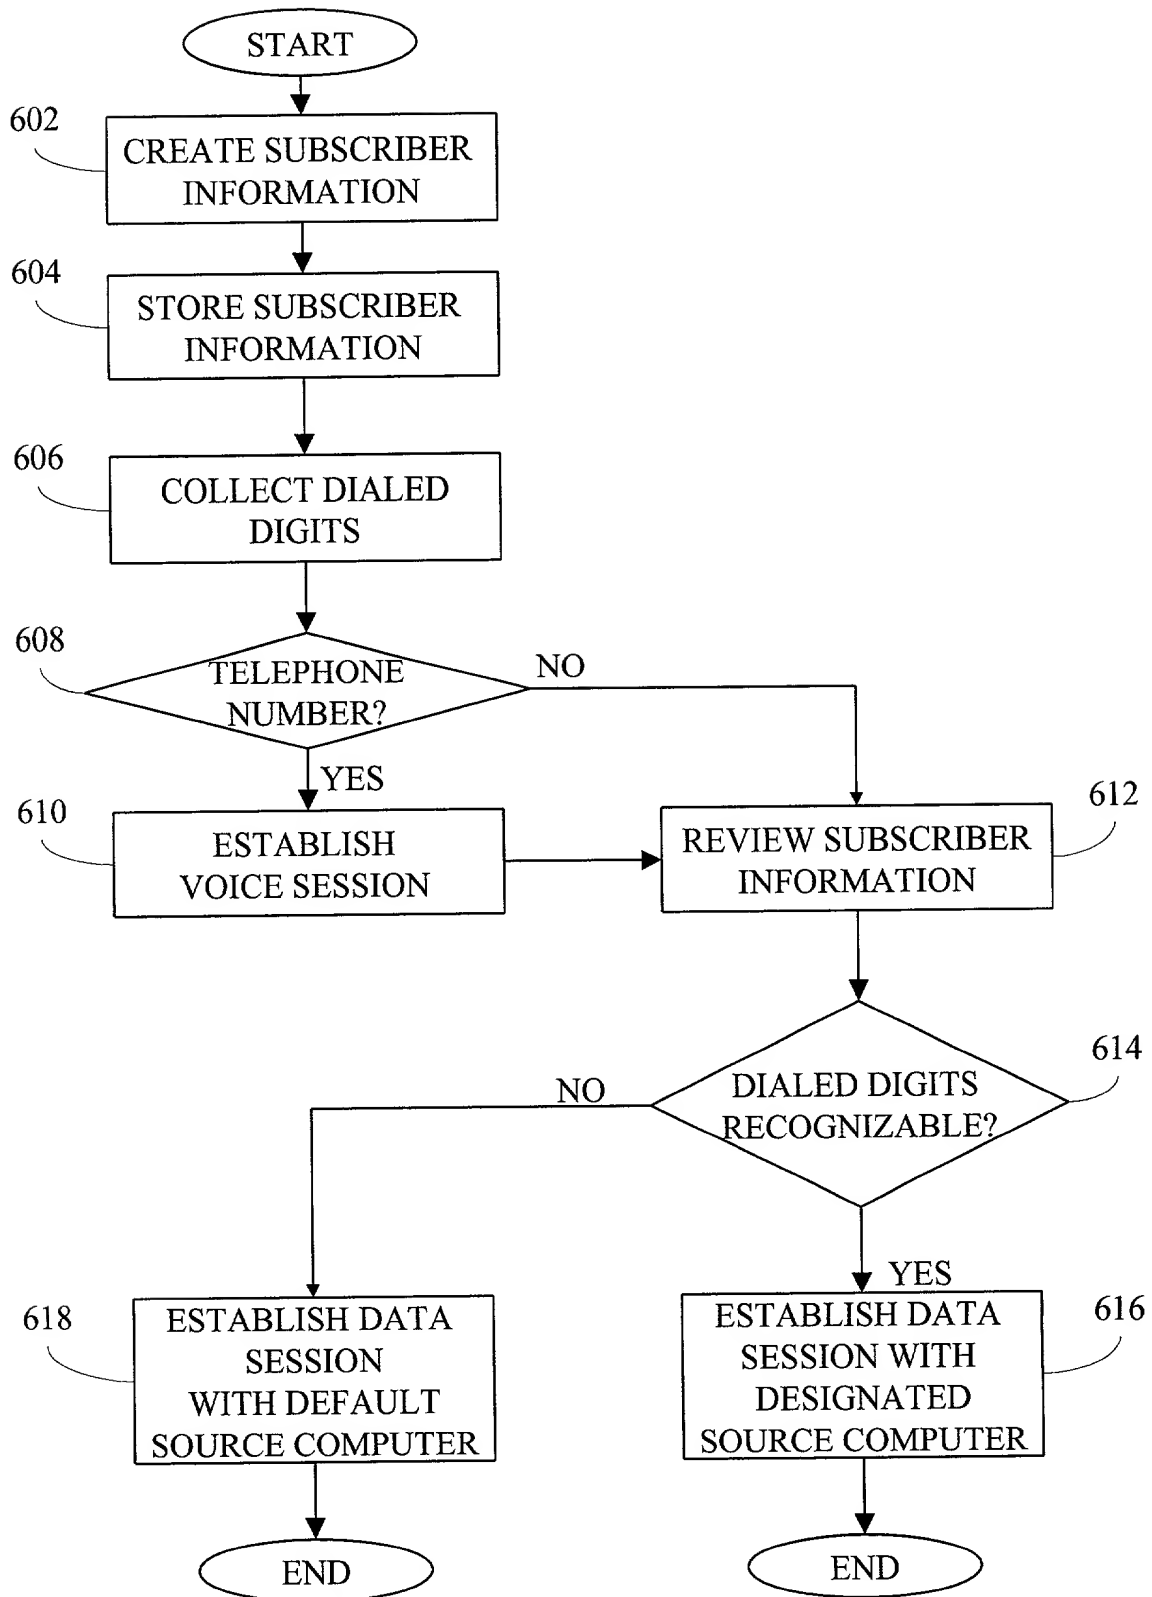 START
602
CREATE SUBSCRIBER
INFORMATION
604
STORE SUBSCRIBER
INFORMATION
606
COLLECT DIALED
DIGITS
608
TELEPHONE
NUMBER?
NO
YES
610
ESTABLISH
VOICE SESSION
612
REVIEW SUBSCRIBER
INFORMATION
614
DIALED DIGITS
RECOGNIZABLE?
NO
YES
618
ESTABLISH DATA
SESSION
WITH DEFAULT
SOURCE COMPUTER
616
ESTABLISH DATA
SESSION WITH
DESIGNATED
SOURCE COMPUTER
END
END